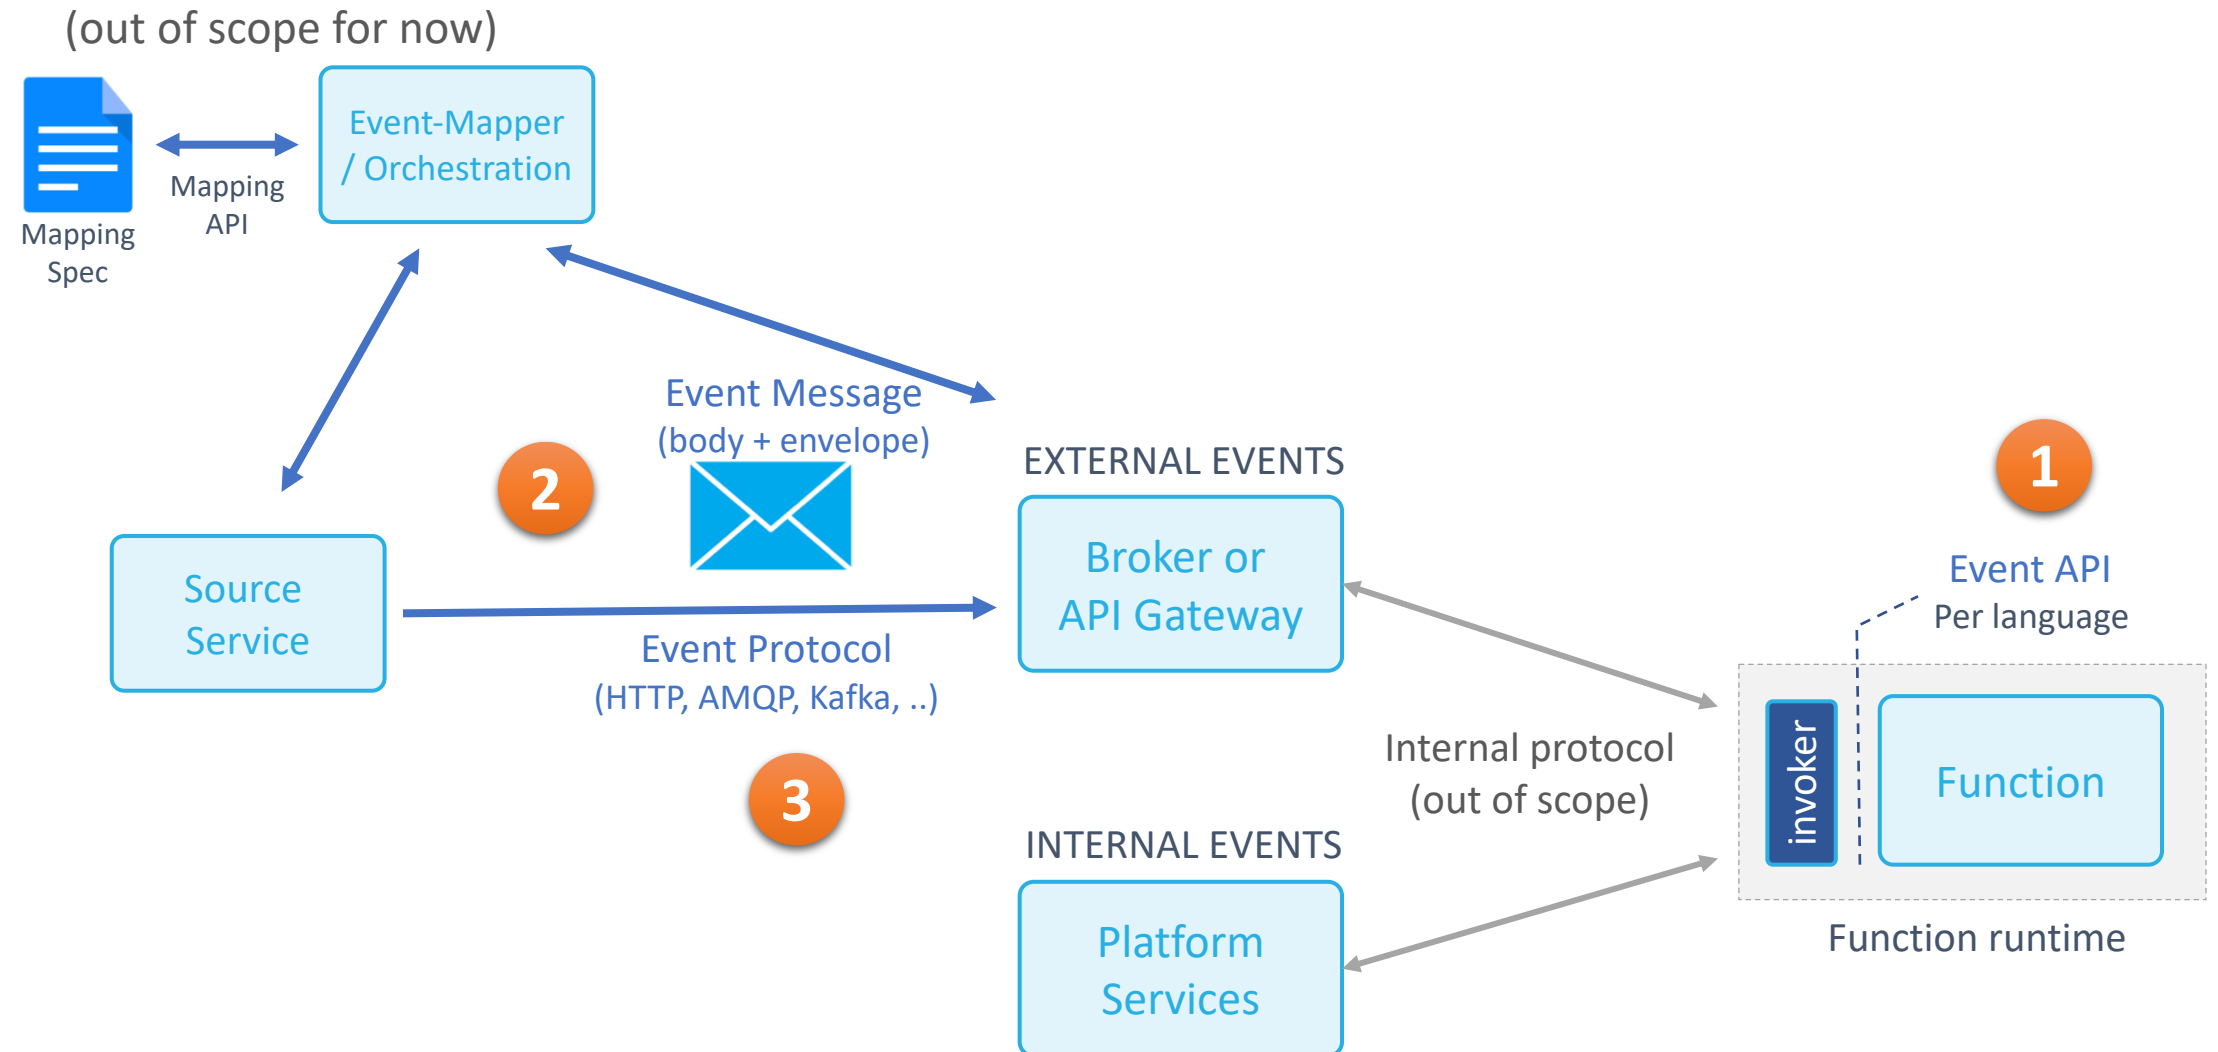 (out of scope for now)
Event-Mapper
/ Orchestration
Mapping
API
Mapping
Spec
Event Message
(body + envelope)
2
EXTERNAL EVENTS
1
Source
Service
Broker or
API Gateway
Event API
Per language
Event Protocol
(HTTP, AMQP, Kafka, ..)
3
Internal protocol
(out of scope)
invoker
Function
INTERNAL EVENTS
Platform
Services
Function runtime